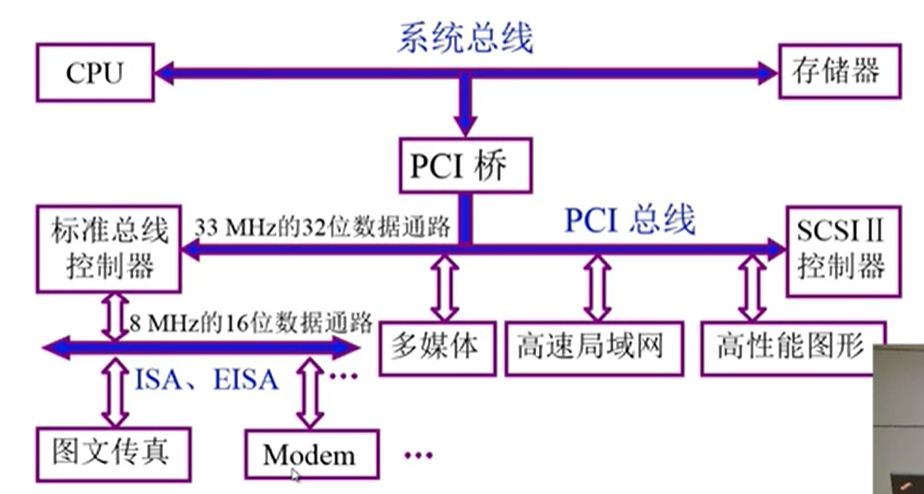 系统总线
CPU
存储器
PCI 桥
标准总线
控制器
33 MHz的32位数据通路
PCI 总线
SCSIⅡ
控制器
8 MHz的16位数据通路
多媒体
高速局域网
高性能图形
ISA、EISA
…
图文传真
Modem
…